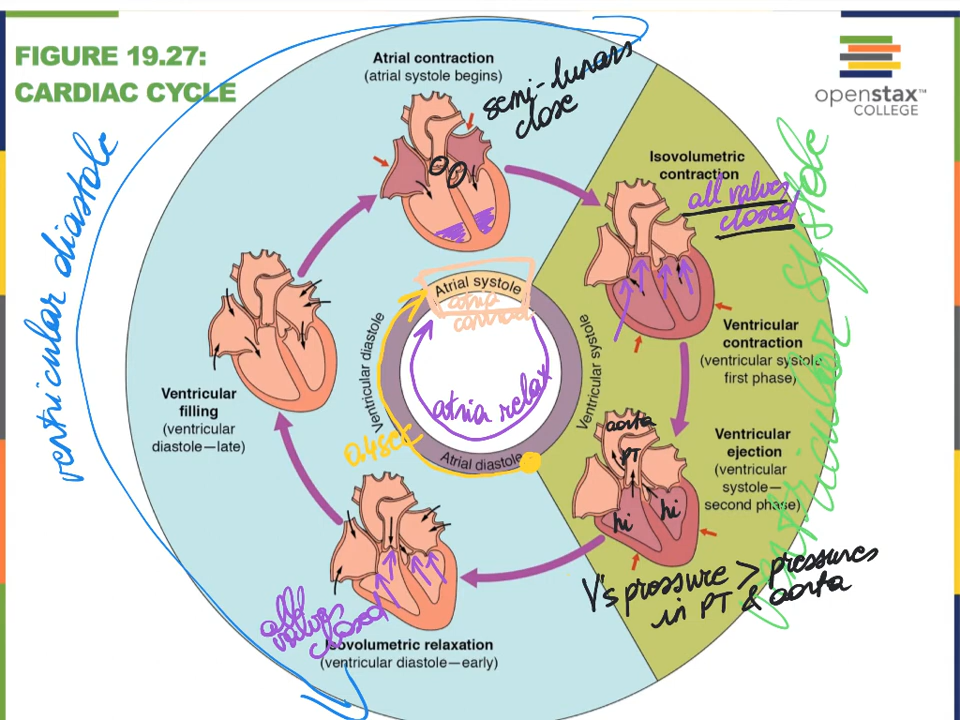 FIGURE 19.27:
CARDIAC CYCLE
openstax™
COLLEGE
Atrial contraction
(atrial systole begins)
semi-lunars
close
Isovolumetric
contraction
all valves
closed
Ventricular
contraction
(ventricular systole
first phase)
Ventricular
ejection
(ventricular
systole—
second phase)
aorta
PT
hi
hi
V's pressure > pressures
in PT & aorta
Isovolumetric relaxation
(ventricular diastole—early)
all
valves
closed
Ventricular
filling
(ventricular
diastole—late)
Atrial systole
atria
Ventricular systole
Atrial diastole
Ventricular diastole
atria relax
0.4sec
ventricular diastole
ventricular systole